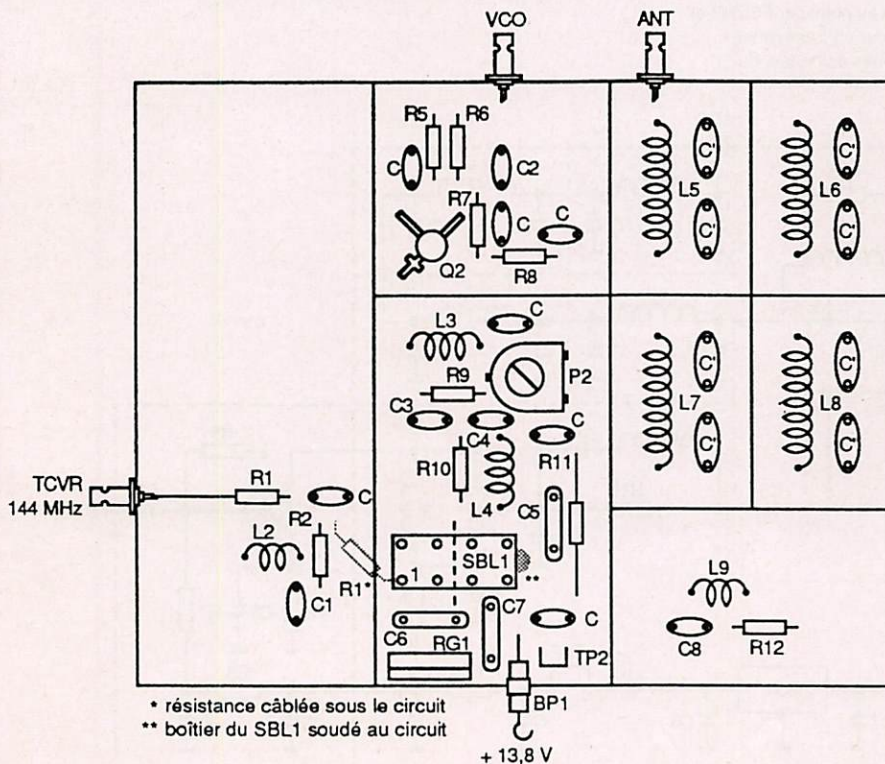 VCO ANT
R5 R6
C C2 C' C'
L5 L6
R7 C C C' C'
Q2 R8
L3 C
R9 P2 C' C'
C3 L7 L8
C4 C C' C'
R10 R11
TCVR R1 C L4 C5
144 MHz
R2
L2 SBL1 L9
R1* 1 **
C1 C7
C6 C C8 R12
RG1 TP2
BP1
* résistance câblée sous le circuit
** boîtier du SBL1 soudé au circuit
+ 13,8 V